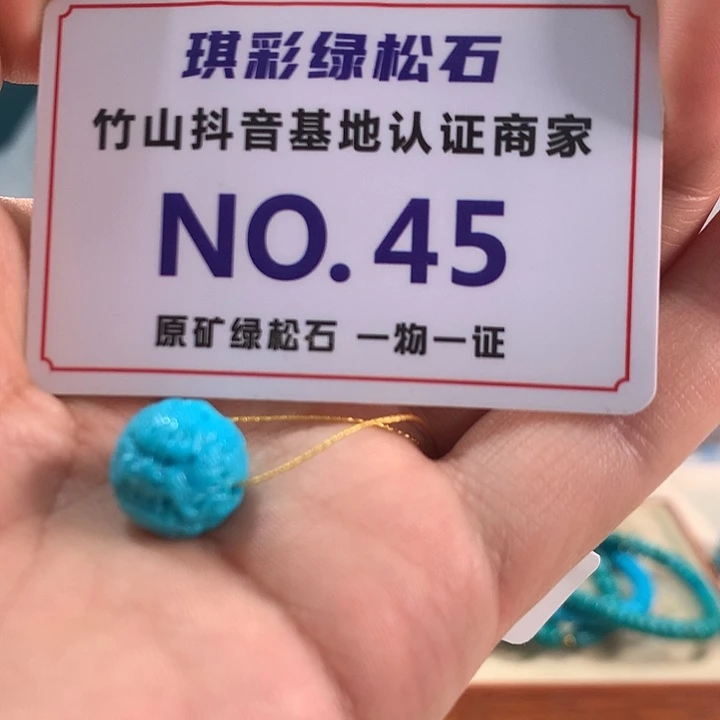 琪彩绿松石
竹山抖音基地认证商家
NO.45
原矿绿松石 一物一证